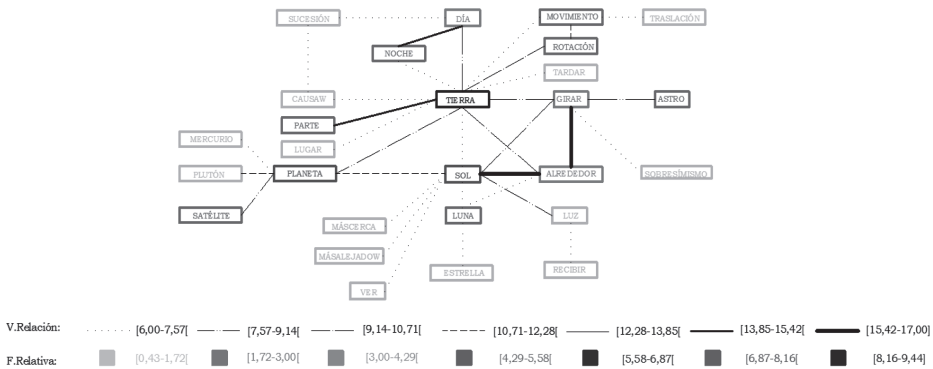 SUCESIÓN DÍA MOVIMIENTO TRASLACIÓN
NOCHE ROTACIÓN
TARDAR
CAUSAW TIERRA GIRAR ASTRO
PARTE
MERCURIO LUGAR
PLUTÓN PLANETA SOL ALREDEDOR SOBRESÍMISMO
SATÉLITE LUNA LUZ
MÁSCERCA
MÁSALEJADOW
ESTRELLA RECIBIR
VER
V.Relación: [6,00-7,57[ [7,57-9,14[ [9,14-10,71[ [10,71-12,28[ [12,28-13,85[ [13,85-15,42[ [15,42-17,00]
F.Relativa: [0,43-1,72[ [1,72-3,00[ [3,00-4,29[ [4,29-5,58[ [5,58-6,87[ [6,87-8,16[ [8,16-9,44]